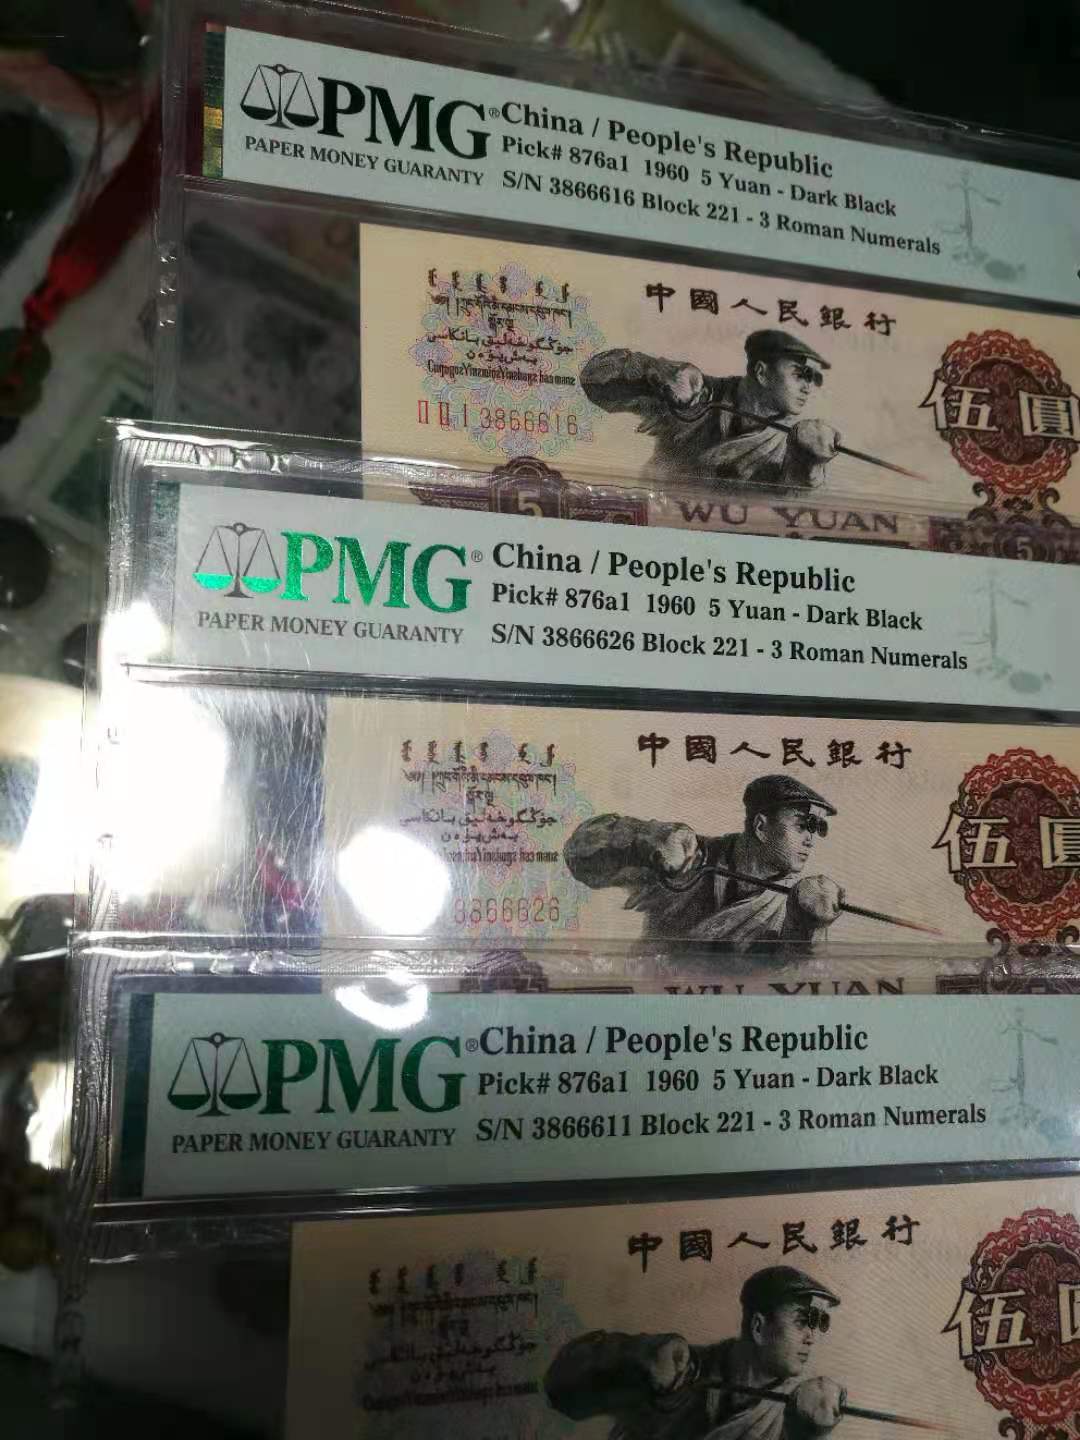 PMG®
PAPER MONEY GUARANTY
China / People's Republic
Pick# 876a1 1960 5 Yuan - Dark Black
S/N 3866616 Block 221 - 3 Roman Numerals
中國人民銀行
伍圓
3866616
5
WU YUAN
5
PMG®
PAPER MONEY GUARANTY
China / People's Republic
Pick# 876a1 1960 5 Yuan - Dark Black
S/N 3866626 Block 221 - 3 Roman Numerals
中國人民銀行
伍圓
3866626
WU YUAN
PMG®
PAPER MONEY GUARANTY
China / People's Republic
Pick# 876a1 1960 5 Yuan - Dark Black
S/N 3866611 Block 221 - 3 Roman Numerals
中國人民銀行
伍